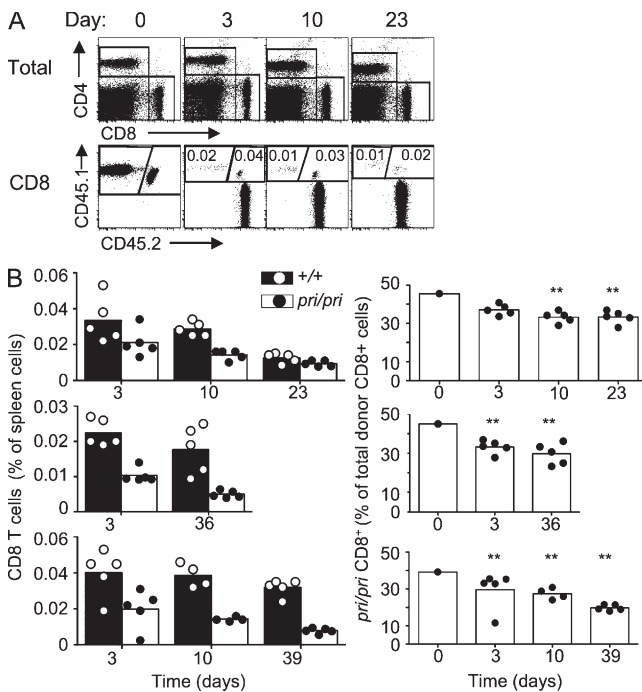 A Day: 0 3 10 23
Total
CD4
CD8
CD8
0.02 0.04 0.01 0.03 0.01 0.02
CD45.1
CD45.2
B
+/+
pri/pri
CD8 T cells (% of spleen cells)
0.06
0.04
0.02
0
3 10 23
0.03
0.02
0.01
0
3 36
0.06
0.04
0.02
0
3 10 39
Time (days)
pri/pri CD8+ (% of total donor CD8+ cells)
50
30
10
0
** **
0 3 10 23
50
30
10
0
** **
0 3 36
50
30
10
0
** ** **
0 3 10 39
Time (days)